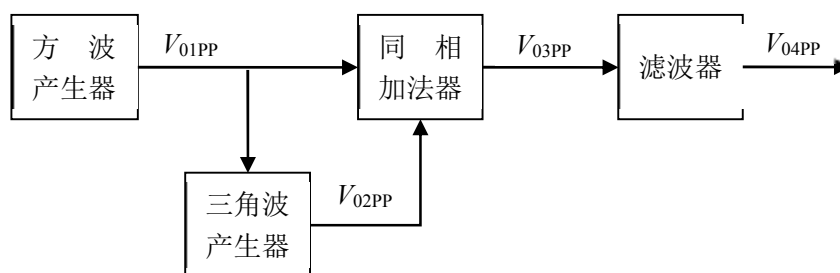 方 波
产生器
V01PP
同 相
加法器
V03PP
滤波器
V04PP
三角波
产生器
V02PP